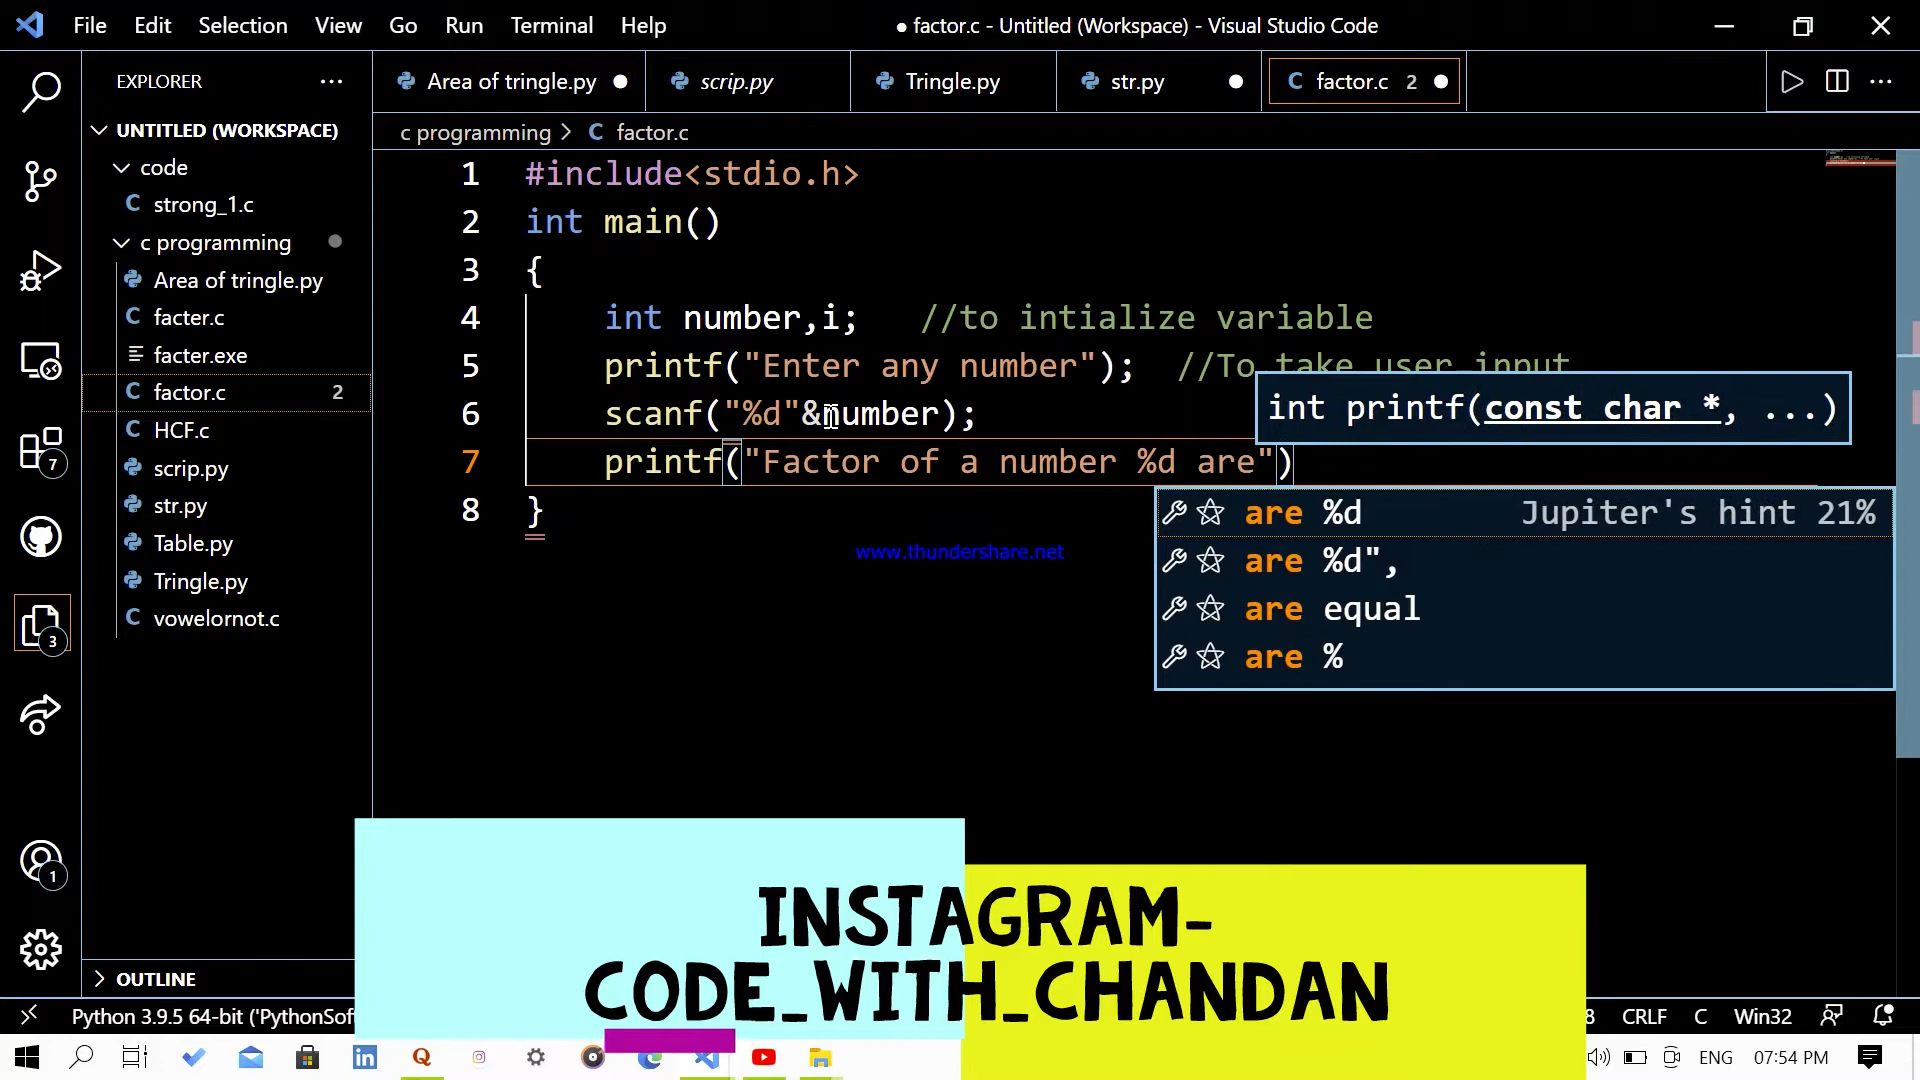 File Edit Selection View Go Run Terminal Help
● factor.c - Untitled (Workspace) - Visual Studio Code
EXPLORER
Area of tringle.py
scrip.py
Tringle.py
str.py
C factor.c 2
UNTITLED (WORKSPACE)
c programming > C factor.c
code
C strong_1.c
c programming
Area of tringle.py
C facter.c
facter.exe
C factor.c 2
C HCF.c
scrip.py
str.py
Table.py
Tringle.py
C vowelornot.c
OUTLINE
1 #include<stdio.h>
2 int main()
3 {
4 int number,i; //to intialize variable
5 printf("Enter any number"); //To take user input
6 scanf("%d"&number);
7 printf("Factor of a number %d are")
8 }
int printf(const char *, ...)
are %d Jupiter's hint 21%
are %d",
are equal
are %
www.thundershare.net
7
3
1
INSTAGRAM-
CODE_WITH_CHANDAN
Python 3.9.5 64-bit ('PythonSof
8 CRLF C Win32
ENG 07:54 PM